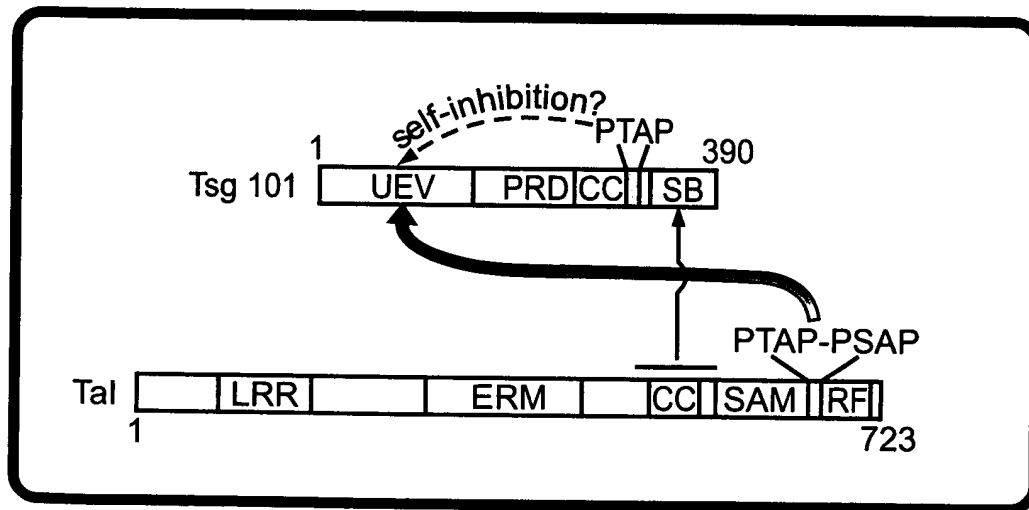 self-inhibition?
PTAP
1
390
Tsg 101
UEV
PRD
CC
SB
PTAP-PSAP
Tal
LRR
ERM
CC
SAM
RF
1
723